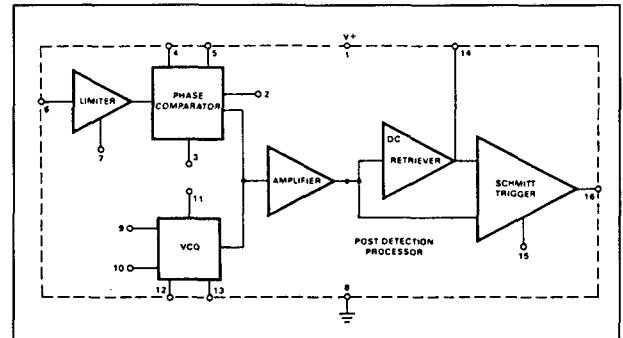 4
5
V+
1
14
6
LIMITER
7
PHASE
COMPARATOR
2
3
DC
RETRIEVER
11
AMPLIFIER
SCHMITT
TRIGGER
16
9
VCO
10
POST DETECTION
PROCESSOR
15
12
13
8